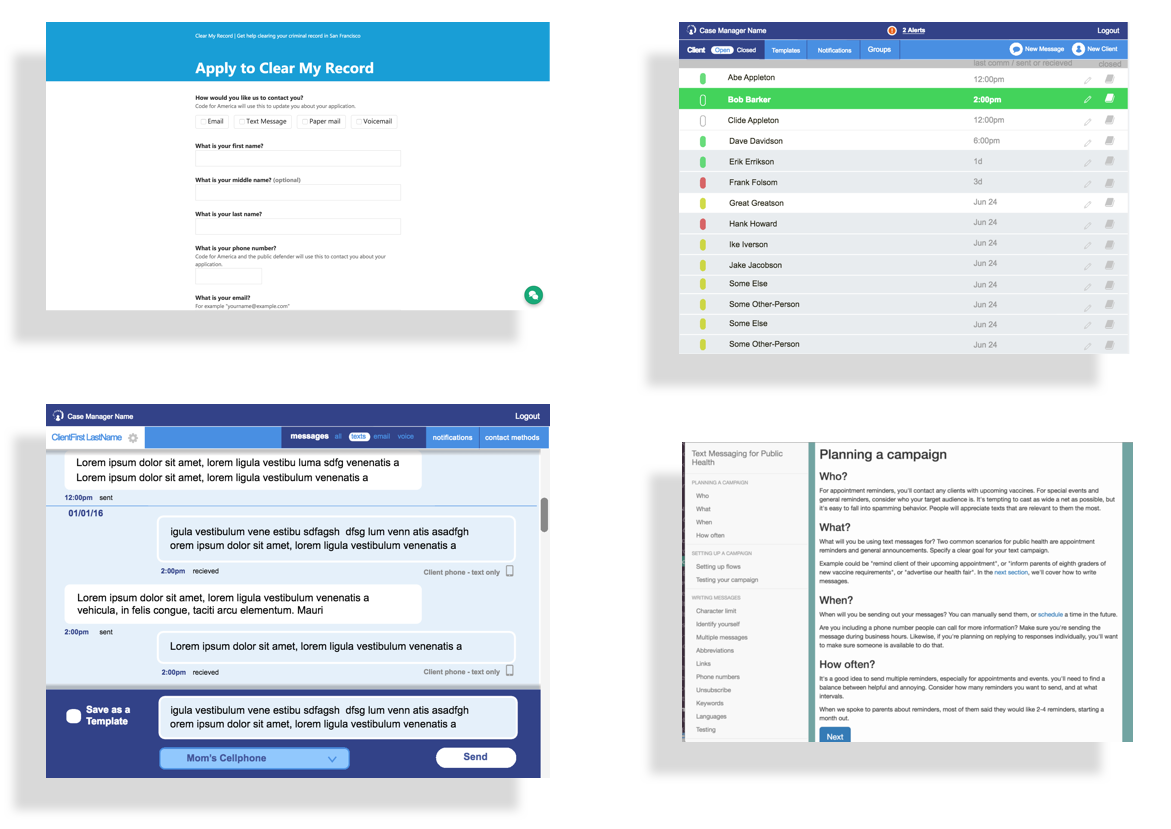 Clear My Record | Get help clearing your criminal record in San Francisco
Apply to Clear My Record
How would you like us to contact you?
Code for America will use this to update you about your application.
Email Text Message Paper mail Voicemail
What is your first name?
What is your middle name? (optional)
What is your last name?
What is your phone number?
Code for America and the public defender will use this to contact you about your
application.
What is your email?
For example "yourname@example.com"
Case Manager Name 2 Alerts Logout
Client Open Closed Templates Notifications Groups New Message New Client
last comm / sent or recieved closed
Abe Appleton 12:00pm
Bob Barker 2:00pm
Clide Appleton 12:00pm
Dave Davidson 6:00pm
Erik Errikson 1d
Frank Folsom 3d
Great Greatson Jun 24
Hank Howard Jun 24
Ike Iverson Jun 24
Jake Jacobson Jun 24
Some Else Jun 24
Some Other-Person Jun 24
Some Else Jun 24
Some Other-Person Jun 24
Case Manager Name Logout
ClientFirst LastName messages all texts email voice notifications contact methods
Lorem ipsum dolor sit amet, lorem ligula vestibu luma sdfg venenatis a
Lorem ipsum dolor sit amet, lorem ligula vestibulum venenatis a
12:00pm sent
01/01/16
igula vestibulum vene estibu sdfagsh dfsg lum venn atis asadfgh
orem ipsum dolor sit amet, lorem ligula vestibulum venenatis a
2:00pm recieved Client phone - text only
Lorem ipsum dolor sit amet, lorem ligula vestibulum venenatis a
vehicula, in felis congue, taciti arcu elementum. Mauri
2:00pm sent
Lorem ipsum dolor sit amet, lorem ligula vestibulum venenatis a
2:00pm recieved Client phone - text only
Save as a
Template
igula vestibulum vene estibu sdfagsh dfsg lum venn atis asadfgh
orem ipsum dolor sit amet, lorem ligula vestibulum venenatis a
Mom's Cellphone Send
Text Messaging for Public
Health
PLANNING A CAMPAIGN
Who
What
When
How often
SETTING UP A CAMPAIGN
Setting up flows
Testing your campaign
WRITING MESSAGES
Character limit
Identify yourself
Multiple messages
Abbreviations
Links
Phone numbers
Unsubscribe
Keywords
Languages
Testing
Planning a campaign
Who?
For appointment reminders, you'll contact any clients with upcoming vaccines. For special events and
general reminders, consider who your target audience is. It's tempting to cast as wide a net as possible, but
it's easy to fall into spamming behavior. People will appreciate texts that are relevant to them the most.
What?
What will you be using text messages for? Two common scenarios for public health are appointment
reminders and general announcements. Specify a clear goal for your text campaign.
Example could be "remind client of their upcoming appointment", or "inform parents of eighth graders of
new vaccine requirements", or "advertise our health fair". In the next section, we'll cover how to write
messages.
When?
When will you be sending out your messages? You can manually send them, or schedule a time in the future.
Are you including a phone number people can call for more information? Make sure you're sending the
message during business hours. Likewise, if you're planning on replying to responses individually, you'll want
to make sure someone is available to do that.
How often?
It's a good idea to send multiple reminders, especially for appointments and events. you'll need to find a
balance between helpful and annoying. Consider how many reminders you want to send, and at what
intervals.
When we spoke to parents about reminders, most of them said they would like 2-4 reminders, starting a
month out.
Next